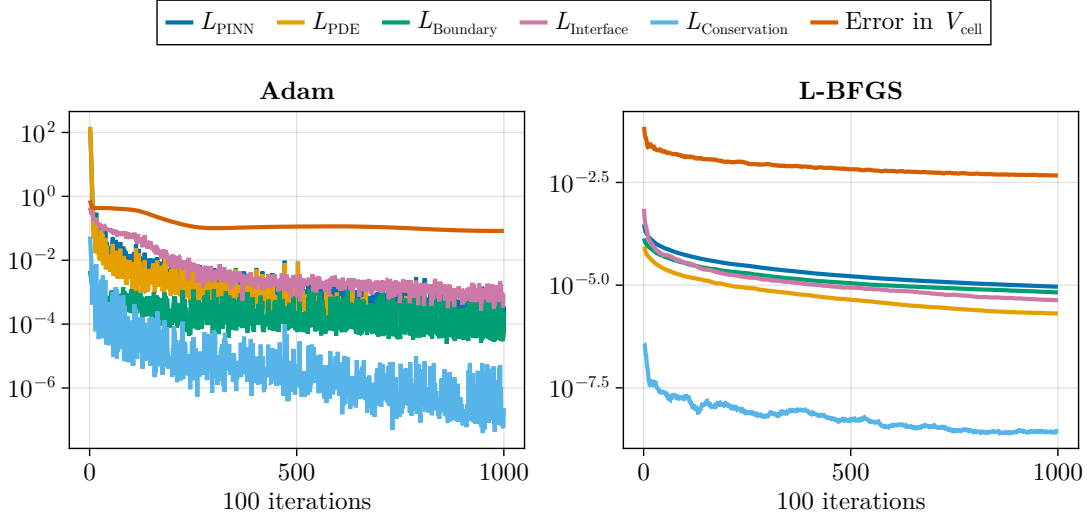 L_PINN L_PDE L_Boundary L_Interface L_Conservation Error in V_cell
Adam
10^2
10^0
10^-2
10^-4
10^-6
0 500 1000
100 iterations
L-BFGS
10^-2.5
10^-5.0
10^-7.5
0 500 1000
100 iterations